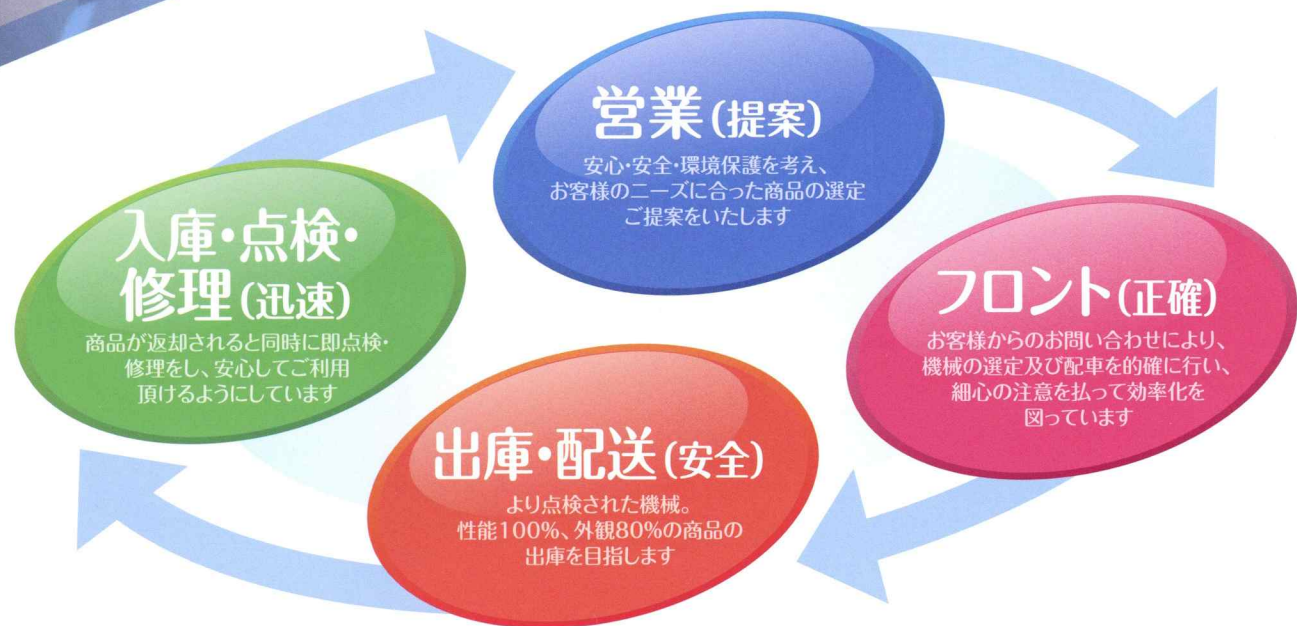 営業(提案)
安心・安全・環境保護を考え、
お客様のニーズに合った商品の選定
ご提案をいたします
フロント(正確)
お客様からのお問い合わせにより、
機械の選定及び配車を的確に行い、
細心の注意を払って効率化を
図っています
出庫・配送(安全)
より点検された機械。
性能100%、外観80%の商品の
出庫を目指します
入庫・点検・
修理(迅速)
商品が返却されると同時に即点検・
修理をし、安心してご利用
頂けるようにしています